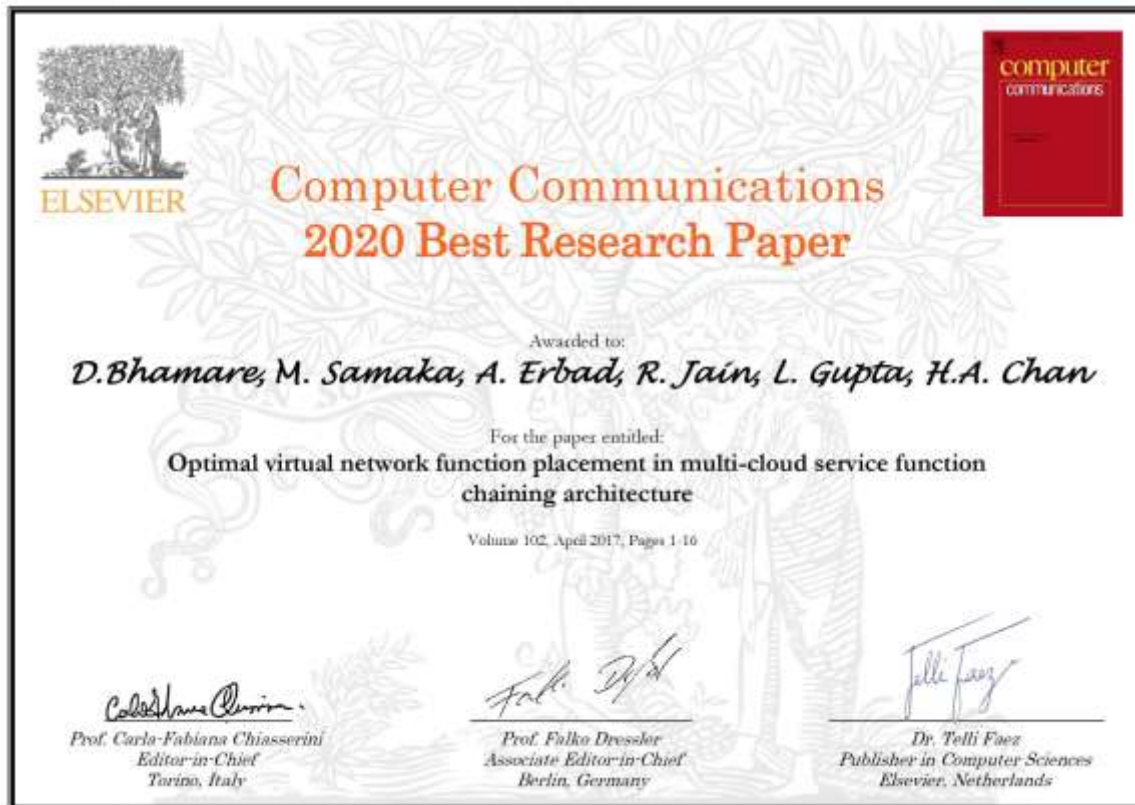 ELSEVIER
computer
communications
Computer Communications
2020 Best Research Paper
Awarded to:
D.Bhamare, M. Samaka, A. Erbad, R. Jain, L. Gupta, H.A. Chan
For the paper entitled:
Optimal virtual network function placement in multi-cloud service function
chaining architecture
Volume 102, April 2017, Pages 1-16
Telli Faez
Prof. Carla-Fabiana Chiasserini
Editor-in-Chief
Torino, Italy
Prof. Falko Dressler
Associate Editor-in-Chief
Berlin, Germany
Dr. Telli Faez
Publisher in Computer Sciences
Elsevier, Netherlands